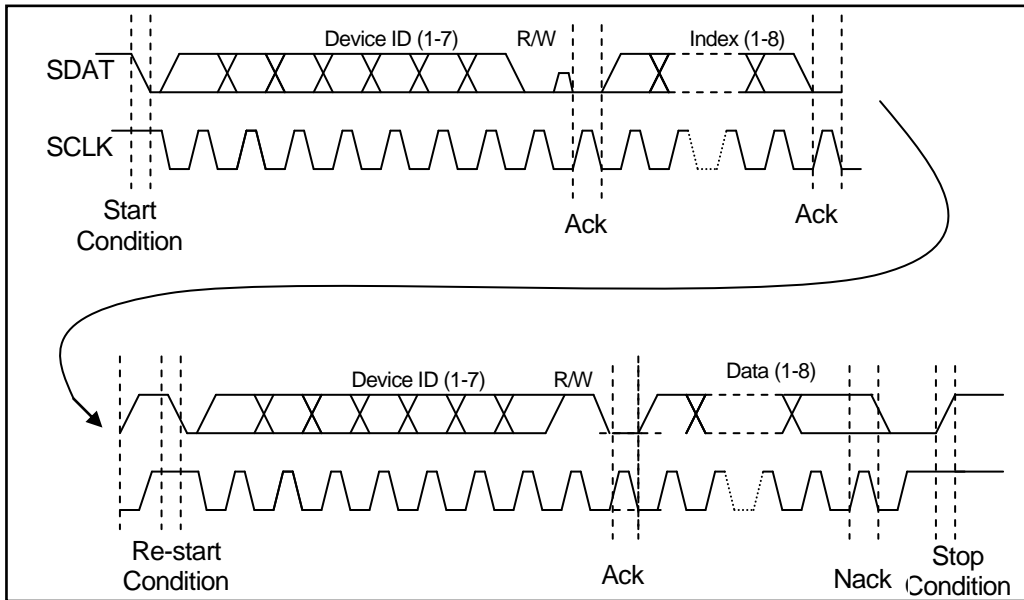 Device ID (1-7) R/W Index (1-8)
SDAT
SCLK
Start
Condition
Ack
Ack
Device ID (1-7) R/W Data (1-8)
Re-start
Condition
Ack
Nack
Stop
Condition